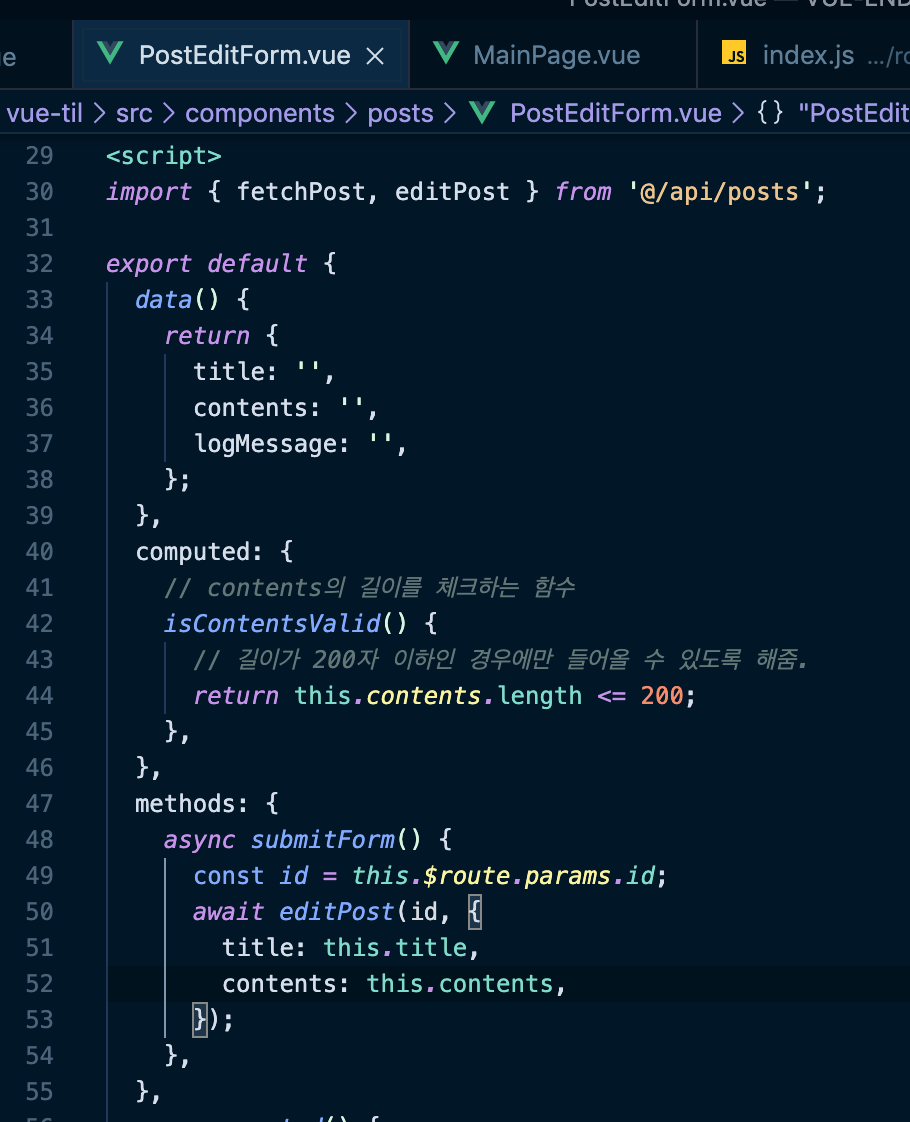 PostEditForm.vue — VUE-END
e PostEditForm.vue MainPage.vue JS index.js .../ro
vue-til > src > components > posts > PostEditForm.vue > {} "PostEdit
29 <script>
30 import { fetchPost, editPost } from '@/api/posts';
31
32 export default {
33 data() {
34 return {
35 title: '',
36 contents: '',
37 logMessage: '',
38 };
39 },
40 computed: {
41 // contents의 길이를 체크하는 함수
42 isContentsValid() {
43 // 길이가 200자 이하인 경우에만 들어올 수 있도록 해줌.
44 return this.contents.length <= 200;
45 },
46 },
47 methods: {
48 async submitForm() {
49 const id = this.$route.params.id;
50 await editPost(id, {
51 title: this.title,
52 contents: this.contents,
53 });
54 },
55 },